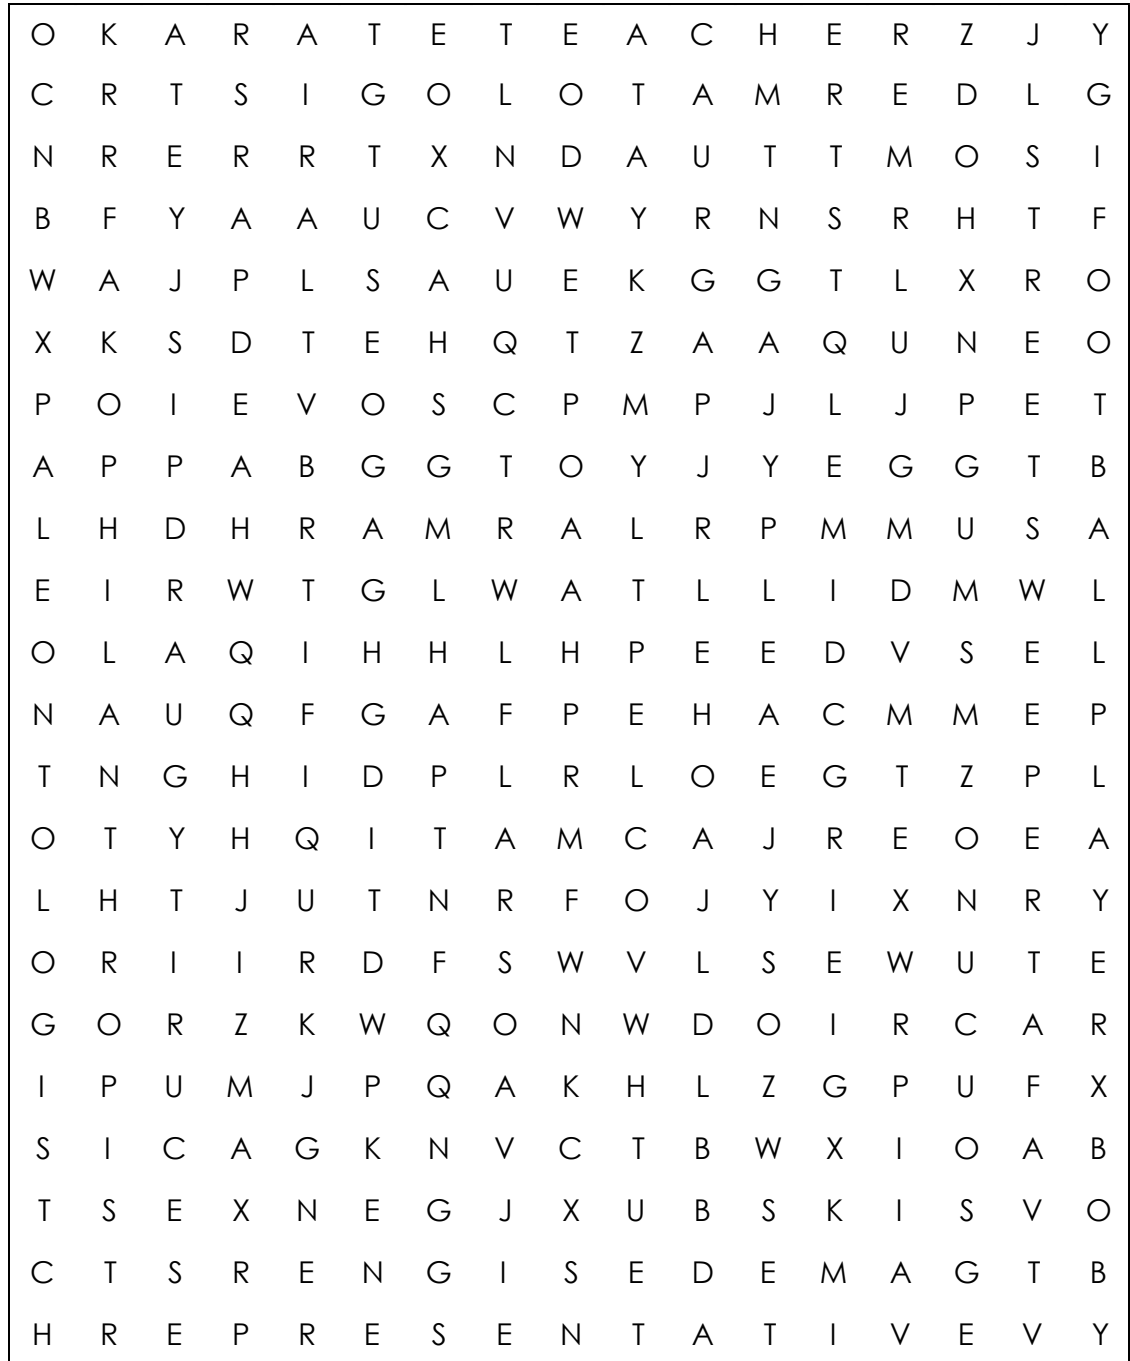 O K A R A T E T E A C H E R Z J Y
C R T S I G O L O T A M R E D L G
N R E R R T X N D A U T T M O S I
B F Y A A U C V W Y R N S R H T F
W A J P L S A U E K G G T L X R O
X K S D T E H Q T Z A A Q U N E O
P O I E V O S C P M P J L J P E T
A P P A B G G T O Y J Y E G G T B
L H D H R A M R A L R P M M U S A
E I R W T G L W A T L L I D M W L
O L A Q I H H L H P E E D V S E L
N A U Q F G A F P E H A C M M E P
T N G H I D P L R L O E G T Z P L
O T Y H Q I T A M C A J R E O E A
L H T J U T N R F O J Y I X N R Y
O R I I R D F S W V L S E W U T E
G O R Z K W Q O N W D O I R C A R
I P U M J P Q A K H L Z G P U F X
S I C A G K N V C T B W X I O A B
T S E X N E G J X U B S K I S V O
C T S R E N G I S E D E M A G T B
H R E P R E S E N T A T I V E V Y